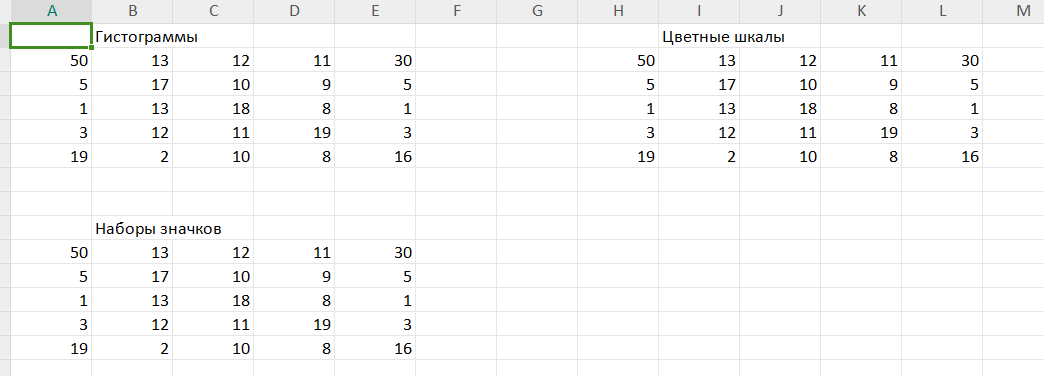 A B C D E F G H I J K L M
Гистограммы Цветные шкалы
50 13 12 11 30 50 13 12 11 30
5 17 10 9 5 5 17 10 9 5
1 13 18 8 1 1 13 18 8 1
3 12 11 19 3 3 12 11 19 3
19 2 10 8 16 19 2 10 8 16
Наборы значков
50 13 12 11 30
5 17 10 9 5
1 13 18 8 1
3 12 11 19 3
19 2 10 8 16